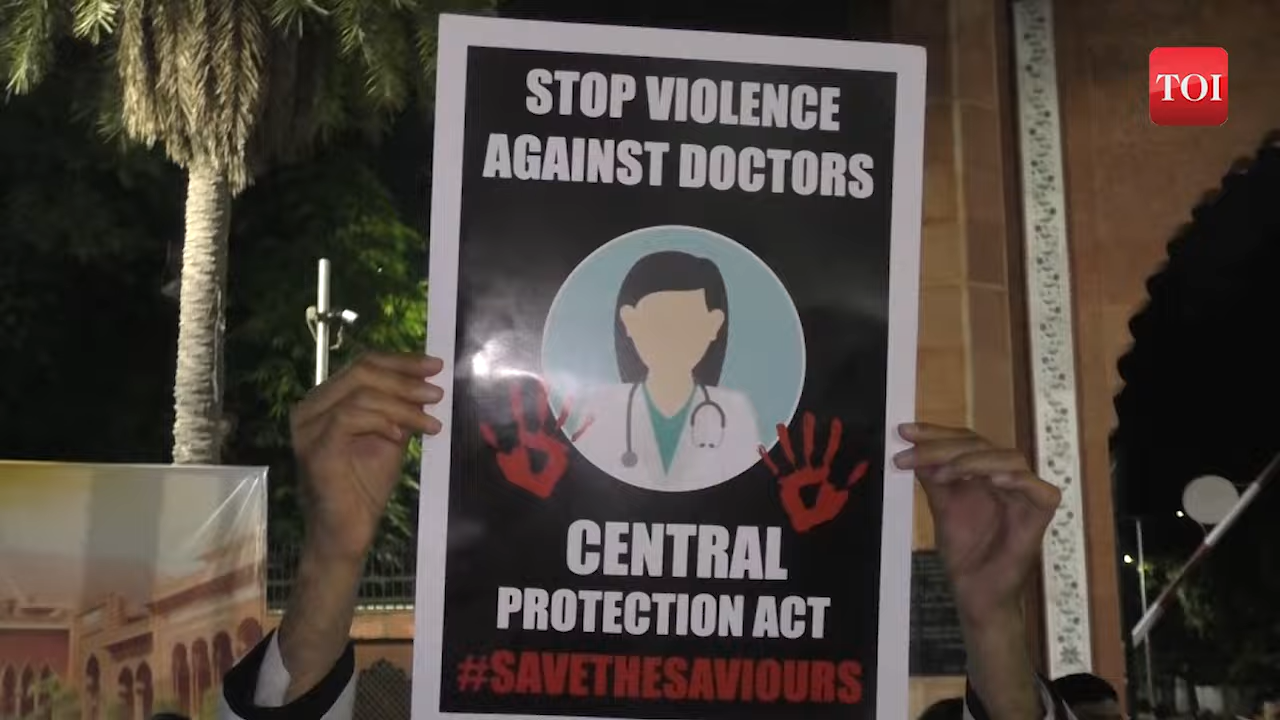 TOI
STOP VIOLENCE
AGAINST DOCTORS
CENTRAL
PROTECTION ACT
#SAVETHESAVIOURS